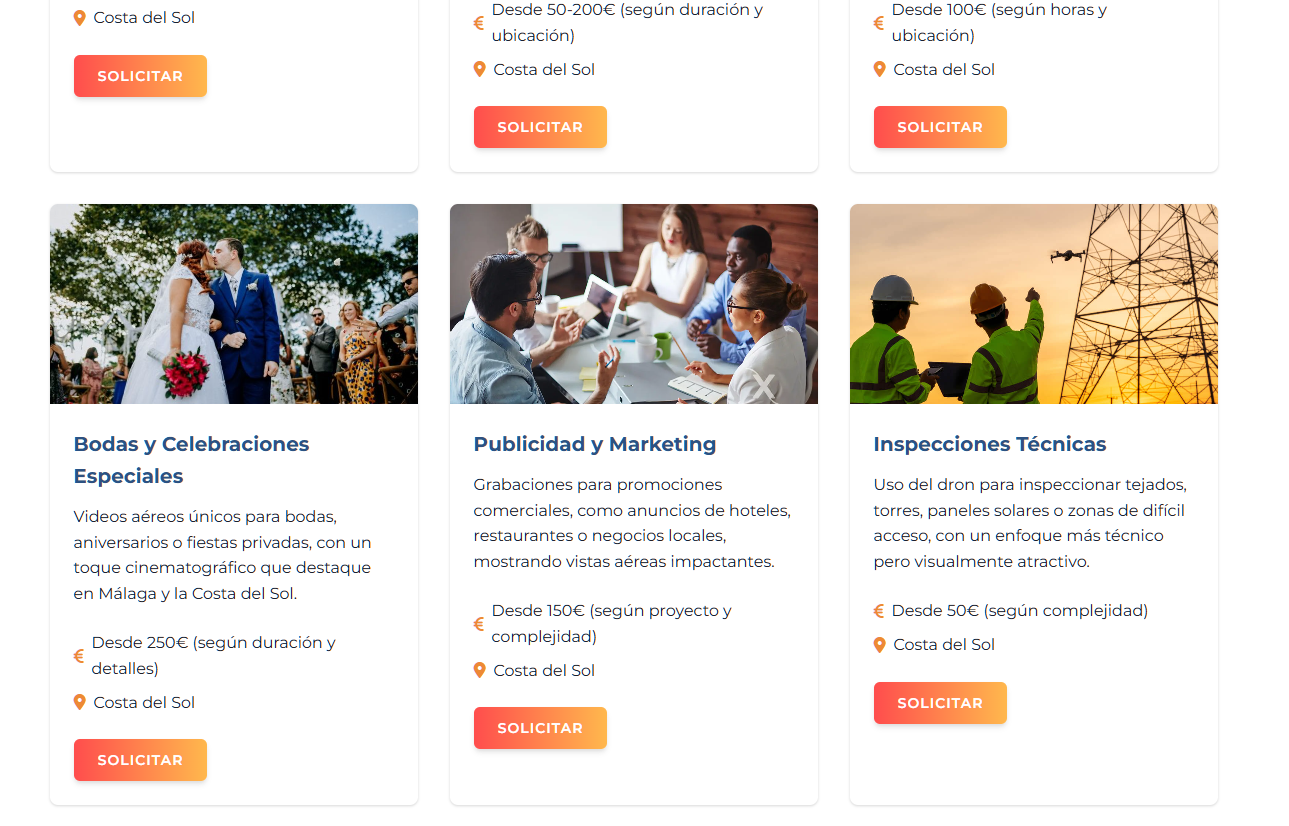 Costa del Sol
SOLICITAR
€ Desde 50-200€ (según duración y
ubicación)
Costa del Sol
SOLICITAR
€ Desde 100€ (según horas y
ubicación)
Costa del Sol
SOLICITAR
Bodas y Celebraciones
Especiales
Videos aéreos únicos para bodas,
aniversarios o fiestas privadas, con un
toque cinematográfico que destaque
en Málaga y la Costa del Sol.
€ Desde 250€ (según duración y
detalles)
Costa del Sol
SOLICITAR
X
Publicidad y Marketing
Grabaciones para promociones
comerciales, como anuncios de hoteles,
restaurantes o negocios locales,
mostrando vistas aéreas impactantes.
€ Desde 150€ (según proyecto y
complejidad)
Costa del Sol
SOLICITAR
Inspecciones Técnicas
Uso del dron para inspeccionar tejados,
torres, paneles solares o zonas de difícil
acceso, con un enfoque más técnico
pero visualmente atractivo.
€ Desde 50€ (según complejidad)
Costa del Sol
SOLICITAR